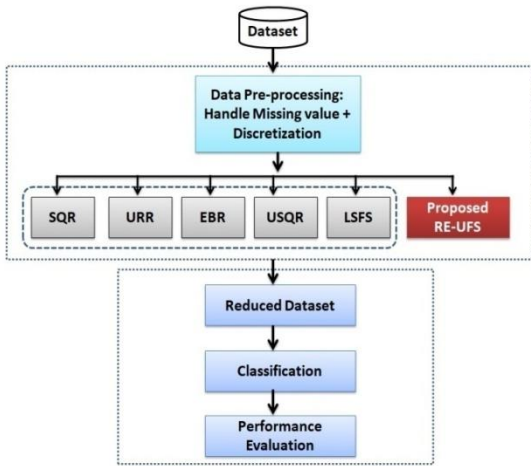 Dataset
Data Pre-processing:
Handle Missing value +
Discretization
SQR
URR
EBR
USQR
LSFS
Proposed
RE-UFS
Reduced Dataset
Classification
Performance
Evaluation